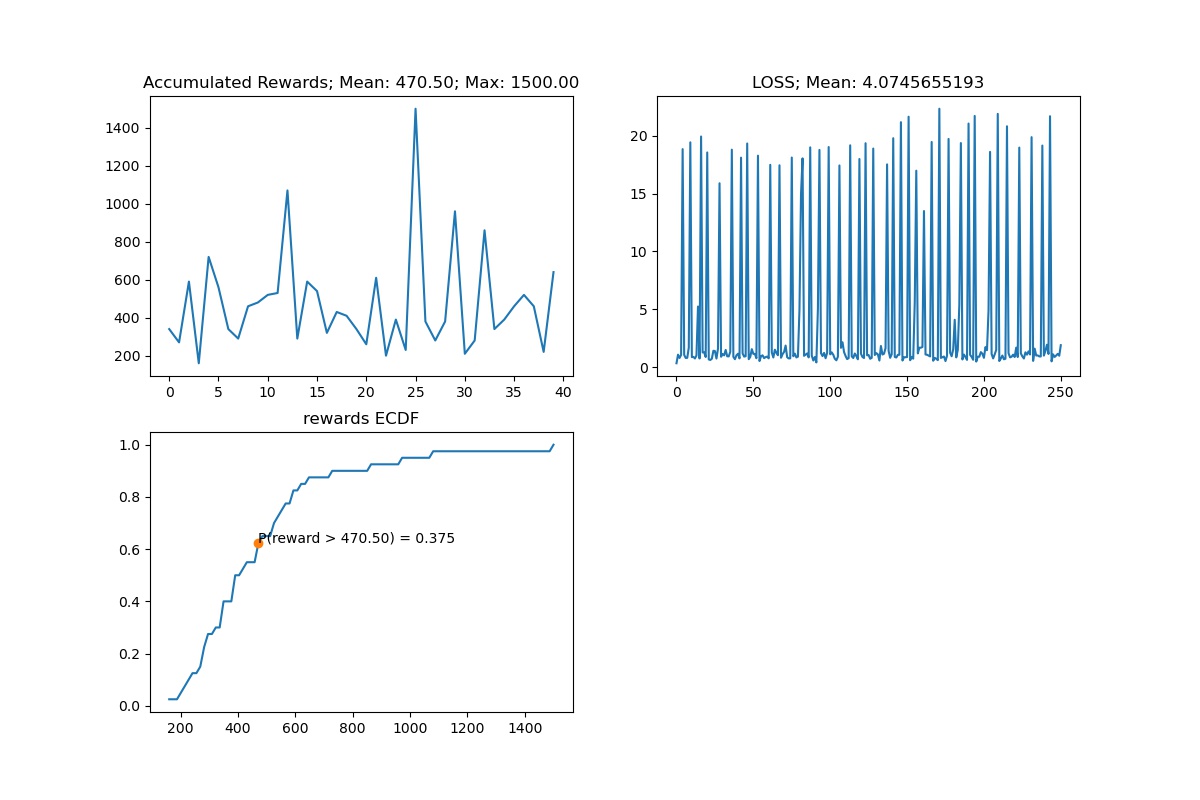 Accumulated Rewards; Mean: 470.50; Max: 1500.00
1400
1200
1000
800
600
400
200
0 5 10 15 20 25 30 35 40
LOSS; Mean: 4.0745655193
20
15
10
5
0
0 50 100 150 200 250
rewards ECDF
1.0
0.8
0.6
0.4
0.2
0.0
P(reward > 470.50) = 0.375
200 400 600 800 1000 1200 1400